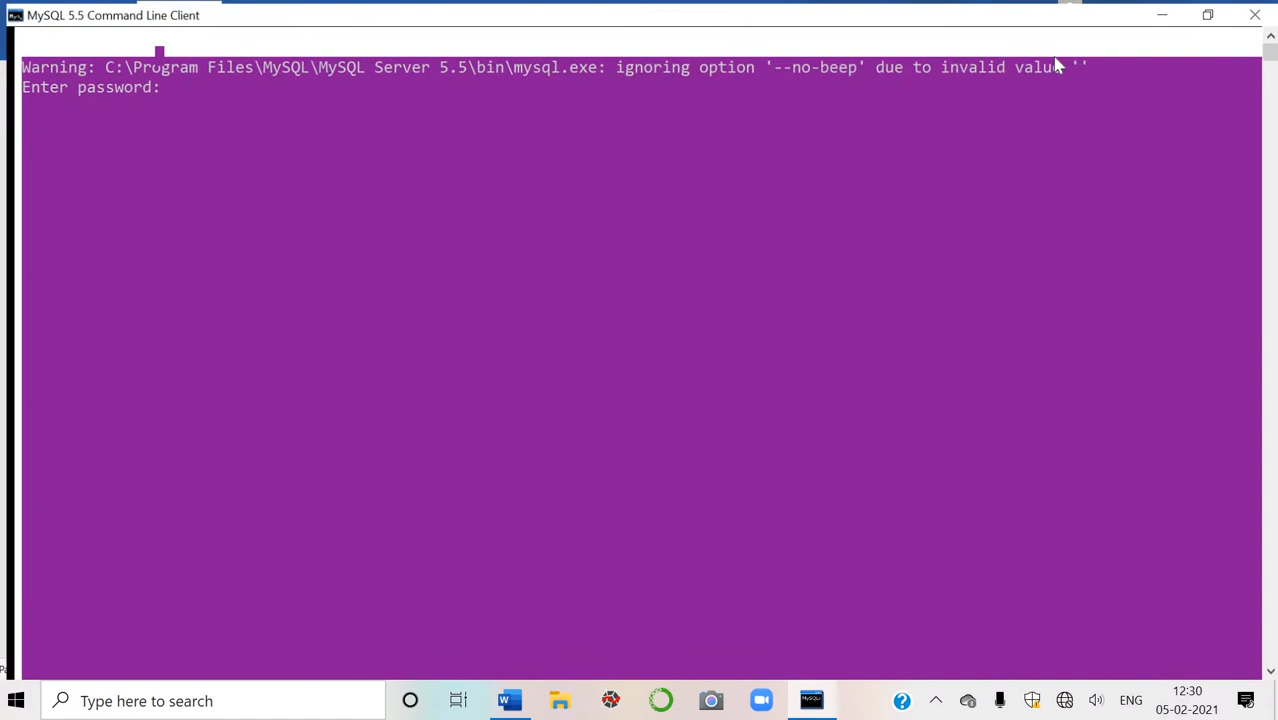 MySQL 5.5 Command Line Client
Warning: C:\Program Files\MySQL\MySQL Server 5.5\bin\mysql.exe: ignoring option '--no-beep' due to invalid value ''
Enter password:
Type here to search
ENG
12:30
05-02-2021